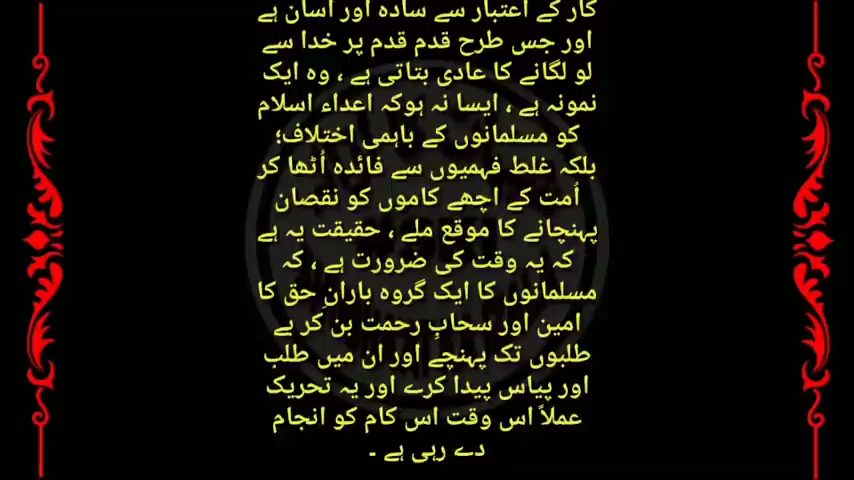 کار کے اعتبار سے سادہ اور آسان ہے
اور جس طرح قدم قدم پر خدا سے
لو لگانے کا عادی بتاتی ہے ، وہ ایک
نمونہ ہے ، ایسا نہ ہوکہ اعداء اسلام
کو مسلمانوں کے باہمی اختلاف؛
بلکہ غلط فہمیوں سے فائدہ اُٹھا کر
اُمت کے اچھے کاموں کو نقصان
پہنچانے کا موقع ملے ، حقیقت یہ ہے
کہ یہ وقت کی ضرورت ہے ، کہ
مسلمانوں کا ایک گروہ بارانِ حق کا
امین اور سحابِ رحمت بن کر بے
طلبوں تک پہنچے اور ان میں طلب
اور پیاس پیدا کرے اور یہ تحریک
عملاً اس وقت اس کام کو انجام
دے رہی ہے ۔